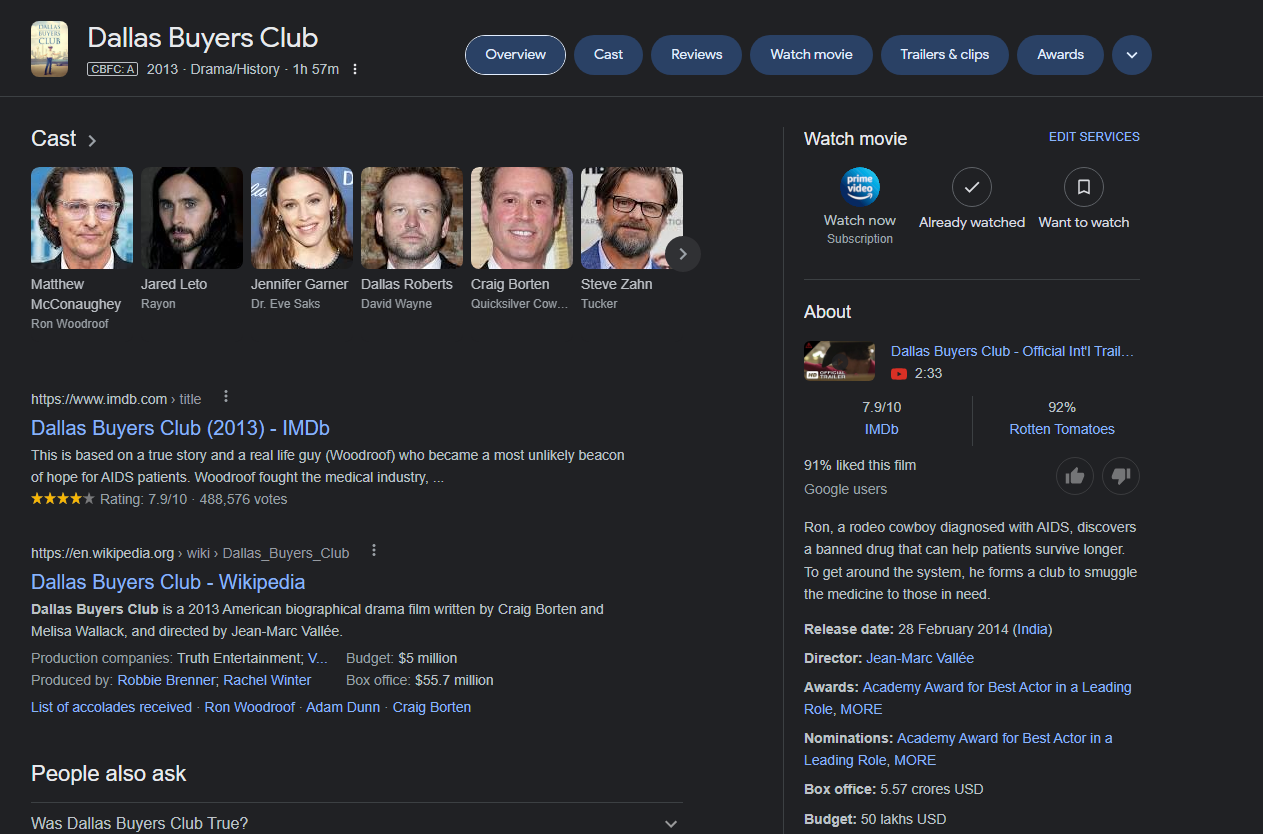 DALLAS
BUYERS
CLUB
Dallas Buyers Club
CBFC: A 2013 · Drama/History · 1h 57m
Overview
Cast
Reviews
Watch movie
Trailers & clips
Awards
Cast
Matthew
McConaughey
Ron Woodroof
Jared Leto
Rayon
Jennifer Garner
Dr. Eve Saks
Dallas Roberts
David Wayne
Craig Borten
Quicksilver Cow...
Steve Zahn
Tucker
https://www.imdb.com › title
Dallas Buyers Club (2013) - IMDb
This is based on a true story and a real life guy (Woodroof) who became a most unlikely beacon
of hope for AIDS patients. Woodroof fought the medical industry, ...
Rating: 7.9/10 · 488,576 votes
https://en.wikipedia.org › wiki › Dallas_Buyers_Club
Dallas Buyers Club - Wikipedia
Dallas Buyers Club is a 2013 American biographical drama film written by Craig Borten and
Melisa Wallack, and directed by Jean-Marc Vallée.
Production companies: Truth Entertainment; V... Budget: $5 million
Produced by: Robbie Brenner; Rachel Winter Box office: $55.7 million
List of accolades received · Ron Woodroof · Adam Dunn · Craig Borten
People also ask
Was Dallas Buyers Club True?
Watch movie
EDIT SERVICES
prime
video
Watch now
Subscription
Already watched
Want to watch
About
HD OFFICIAL
TRAILER
Dallas Buyers Club - Official Int'l Trail...
2:33
7.9/10
IMDb
92%
Rotten Tomatoes
91% liked this film
Google users
Ron, a rodeo cowboy diagnosed with AIDS, discovers
a banned drug that can help patients survive longer.
To get around the system, he forms a club to smuggle
the medicine to those in need.
Release date: 28 February 2014 (India)
Director: Jean-Marc Vallée
Awards: Academy Award for Best Actor in a Leading
Role, MORE
Nominations: Academy Award for Best Actor in a
Leading Role, MORE
Box office: 5.57 crores USD
Budget: 50 lakhs USD